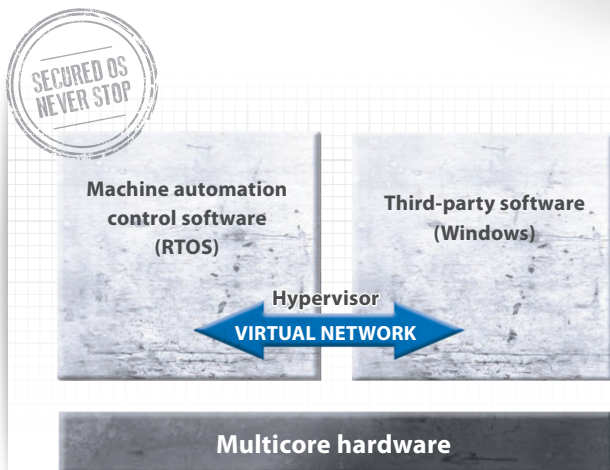 SECURED OS
NEVER STOP
Machine automation
control software
(RTOS)
Third-party software
(Windows)
Hypervisor
VIRTUAL NETWORK
Multicore hardware